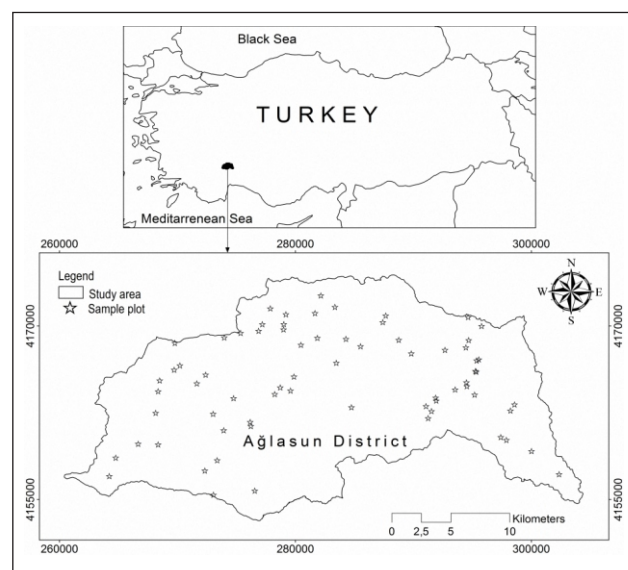 Black Sea
TURKEY
Meditarrenean Sea
260000 280000 300000
Legend
Study area
Sample plot
N
W E
S
4170000 4170000
Ağlasun District
4155000 4155000
Kilometers
0 2,5 5 10
260000 280000 300000